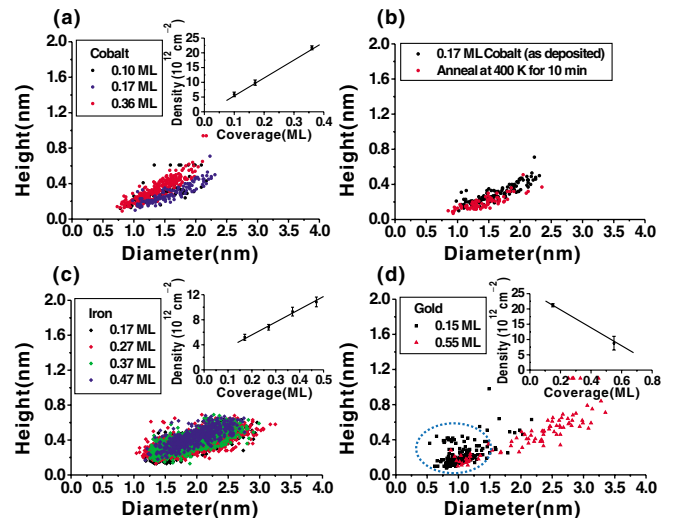 (a)
Cobalt
0.10 ML
0.17 ML
0.36 ML
Density (10^12 cm^-2)
25
20
15
10
5
0
0.0 0.1 0.2 0.3 0.4
Coverage(ML)
Height(nm)
2.0
1.6
1.2
0.8
0.4
0.0
0.0 0.5 1.0 1.5 2.0 2.5 3.0 3.5 4.0
Diameter(nm)
(b)
0.17 ML Cobalt (as deposited)
Anneal at 400 K for 10 min
Height(nm)
2.0
1.6
1.2
0.8
0.4
0.0
0.0 0.5 1.0 1.5 2.0 2.5 3.0 3.5 4.0
Diameter(nm)
(c)
Iron
0.17 ML
0.27 ML
0.37 ML
0.47 ML
Density (10^12 cm^-2)
12
8
4
0
0.0 0.1 0.2 0.3 0.4 0.5
Coverage(ML)
Height(nm)
2.0
1.6
1.2
0.8
0.4
0.0
0.0 0.5 1.0 1.5 2.0 2.5 3.0 3.5 4.0
Diameter(nm)
(d)
Gold
0.15 ML
0.55 ML
Density (10^12 cm^-2)
25
20
15
10
5
0
0.0 0.2 0.4 0.6 0.8
Coverage(ML)
Height(nm)
2.0
1.6
1.2
0.8
0.4
0.0
0.0 0.5 1.0 1.5 2.0 2.5 3.0 3.5 4.0
Diameter(nm)